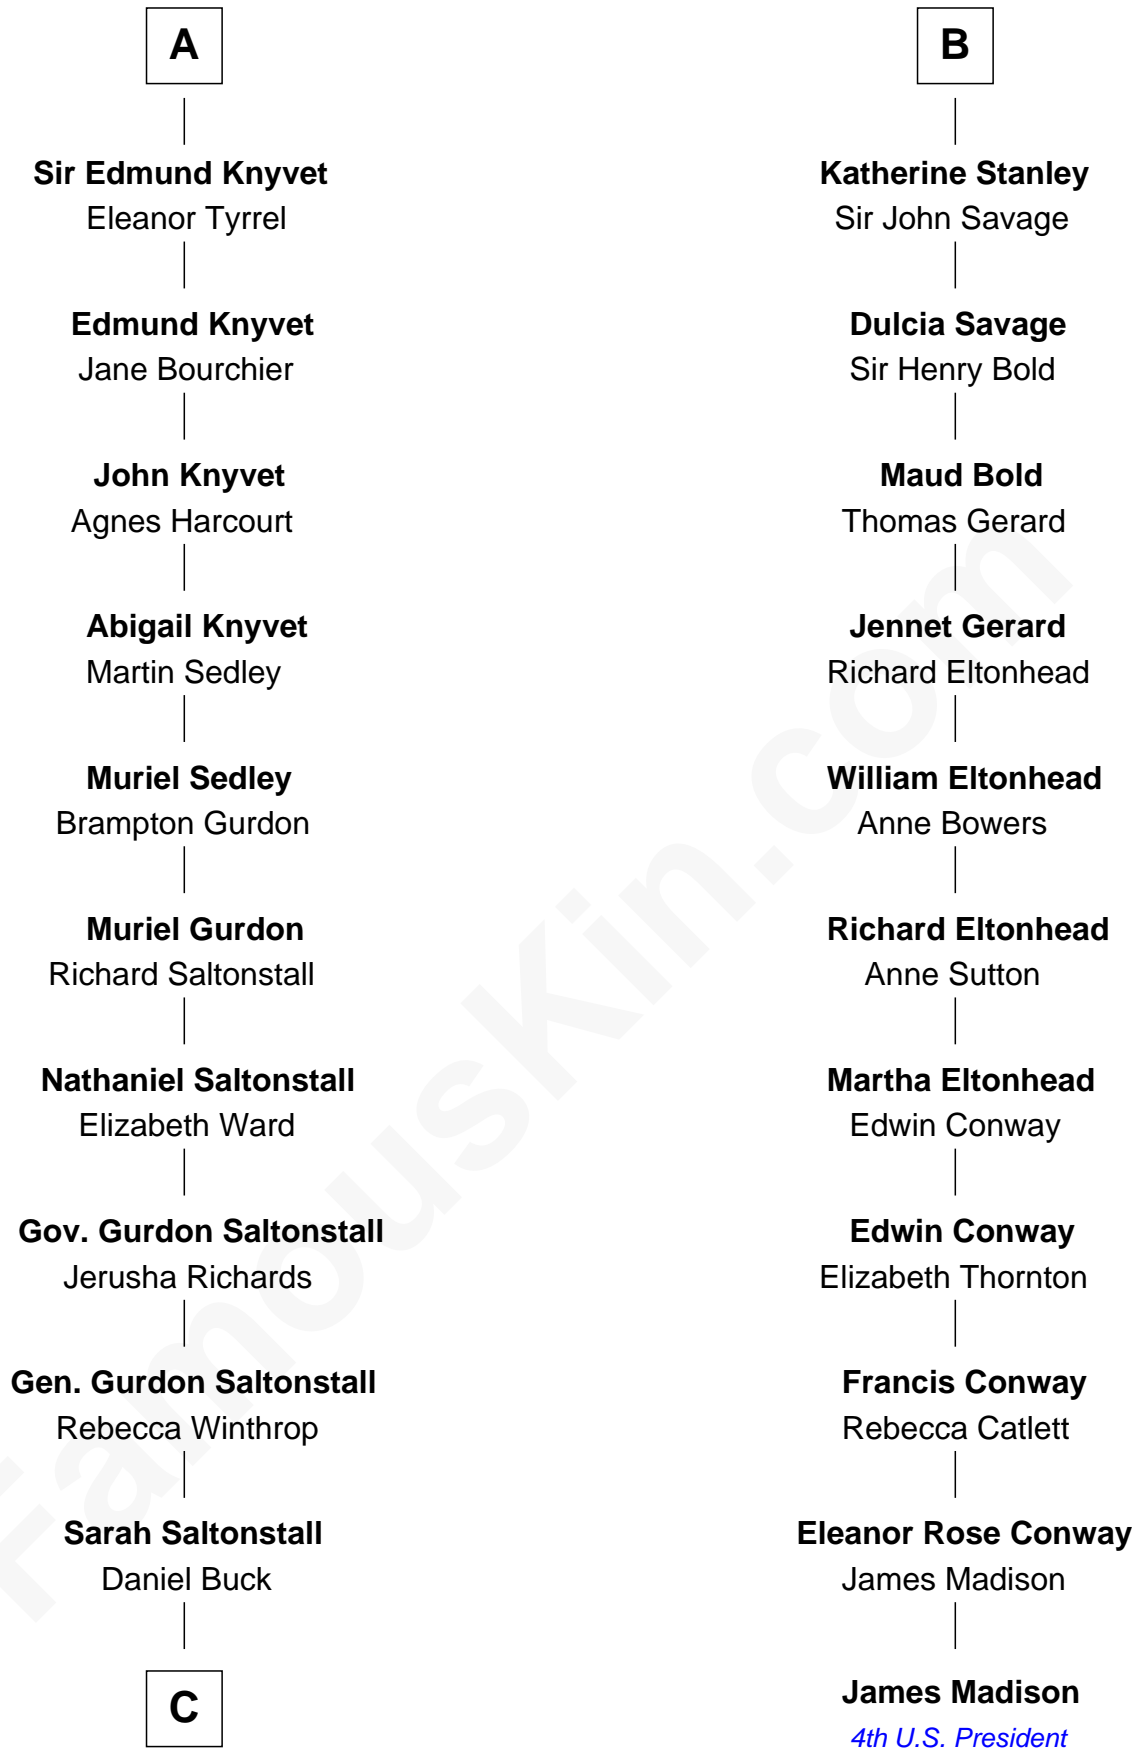 A
Sir Edmund Knyvet
Eleanor Tyrrel
Edmund Knyvet
Jane Bourchier
John Knyvet
Agnes Harcourt
Abigail Knyvet
Martin Sedley
Muriel Sedley
Brampton Gurdon
Muriel Gurdon
Richard Saltonstall
Nathaniel Saltonstall
Elizabeth Ward
Gov. Gurdon Saltonstall
Jerusha Richards
Gen. Gurdon Saltonstall
Rebecca Winthrop
Sarah Saltonstall
Daniel Buck
C
B
Katherine Stanley
Sir John Savage
Dulcia Savage
Sir Henry Bold
Maud Bold
Thomas Gerard
Jennet Gerard
Richard Eltonhead
William Eltonhead
Anne Bowers
Richard Eltonhead
Anne Sutton
Martha Eltonhead
Edwin Conway
Edwin Conway
Elizabeth Thornton
Francis Conway
Rebecca Catlett
Eleanor Rose Conway
James Madison
James Madison
4th U.S. President
FamousKin.com